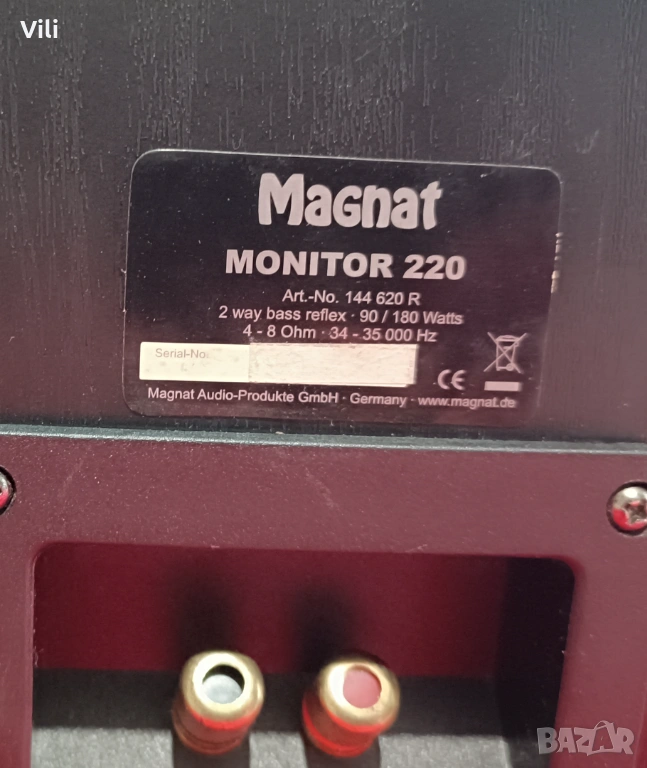 Vili
Magnat
MONITOR 220
Art.-No. 144 620 R
2 way bass reflex · 90 / 180 Watts
4 - 8 Ohm · 34 - 35 000 Hz
Serial-No.
CE
Magnat Audio-Produkte GmbH · Germany · www.magnat.de
BAZAR